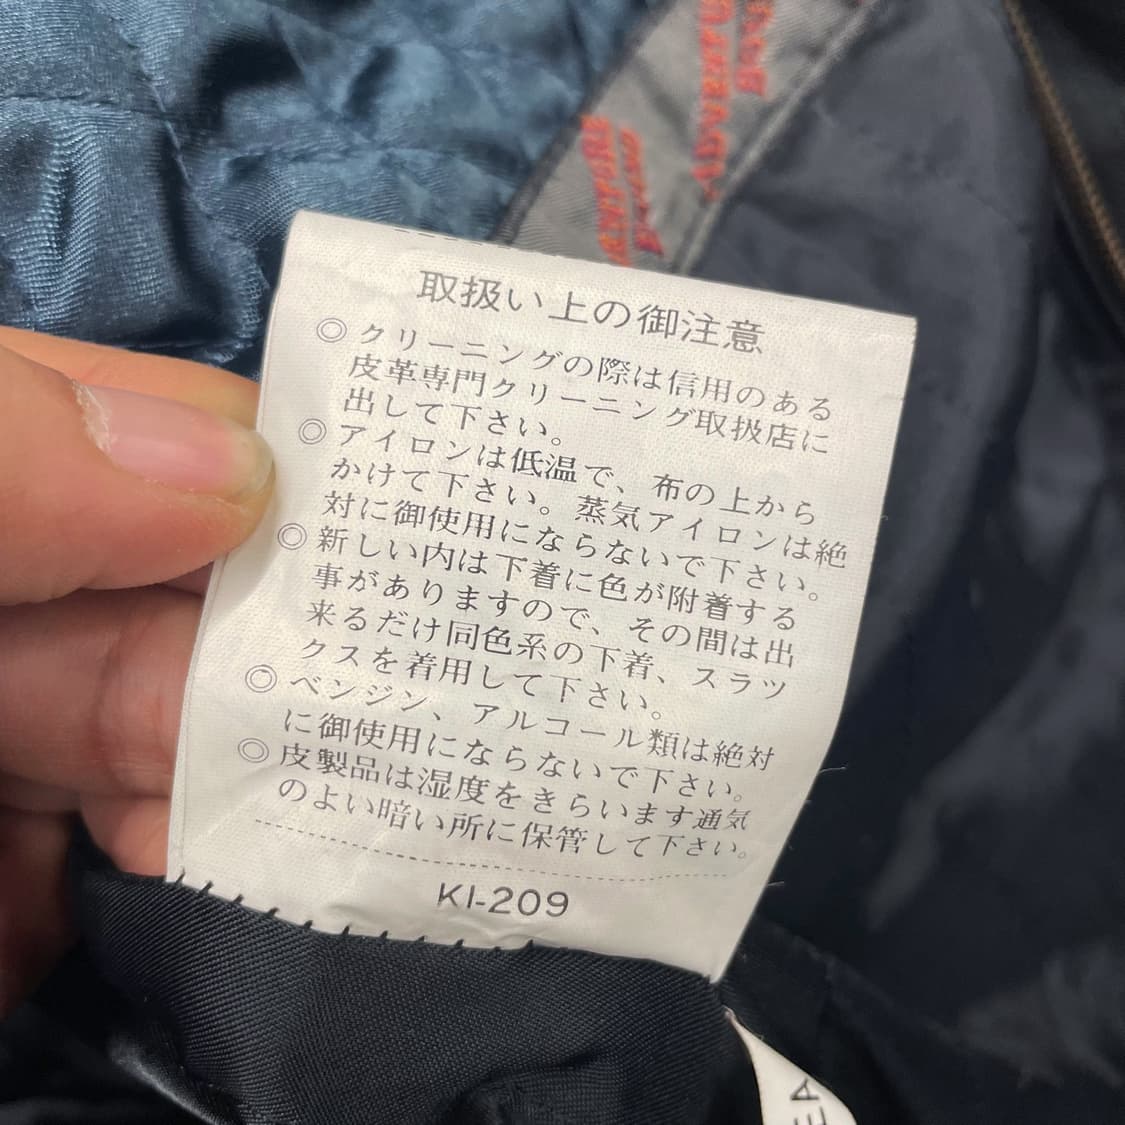 取扱い上の御注意
◎ クリーニングの際は信用のある
皮革専門クリーニング取扱店に
出して下さい。
◎ アイロンは低温で、布の上から
かけて下さい。蒸気アイロンは絶
対に御使用にならないで下さい。
◎ 新しい内は下着に色が附着する
事がありますので、その間は出
来るだけ同色系の下着、スラッ
クスを着用して下さい。
◎ ベンジン、アルコール類は絶対
に御使用にならないで下さい。
◎ 皮製品は湿度をきらいます通気
のよい暗い所に保管して下さい。
KI-209
EA